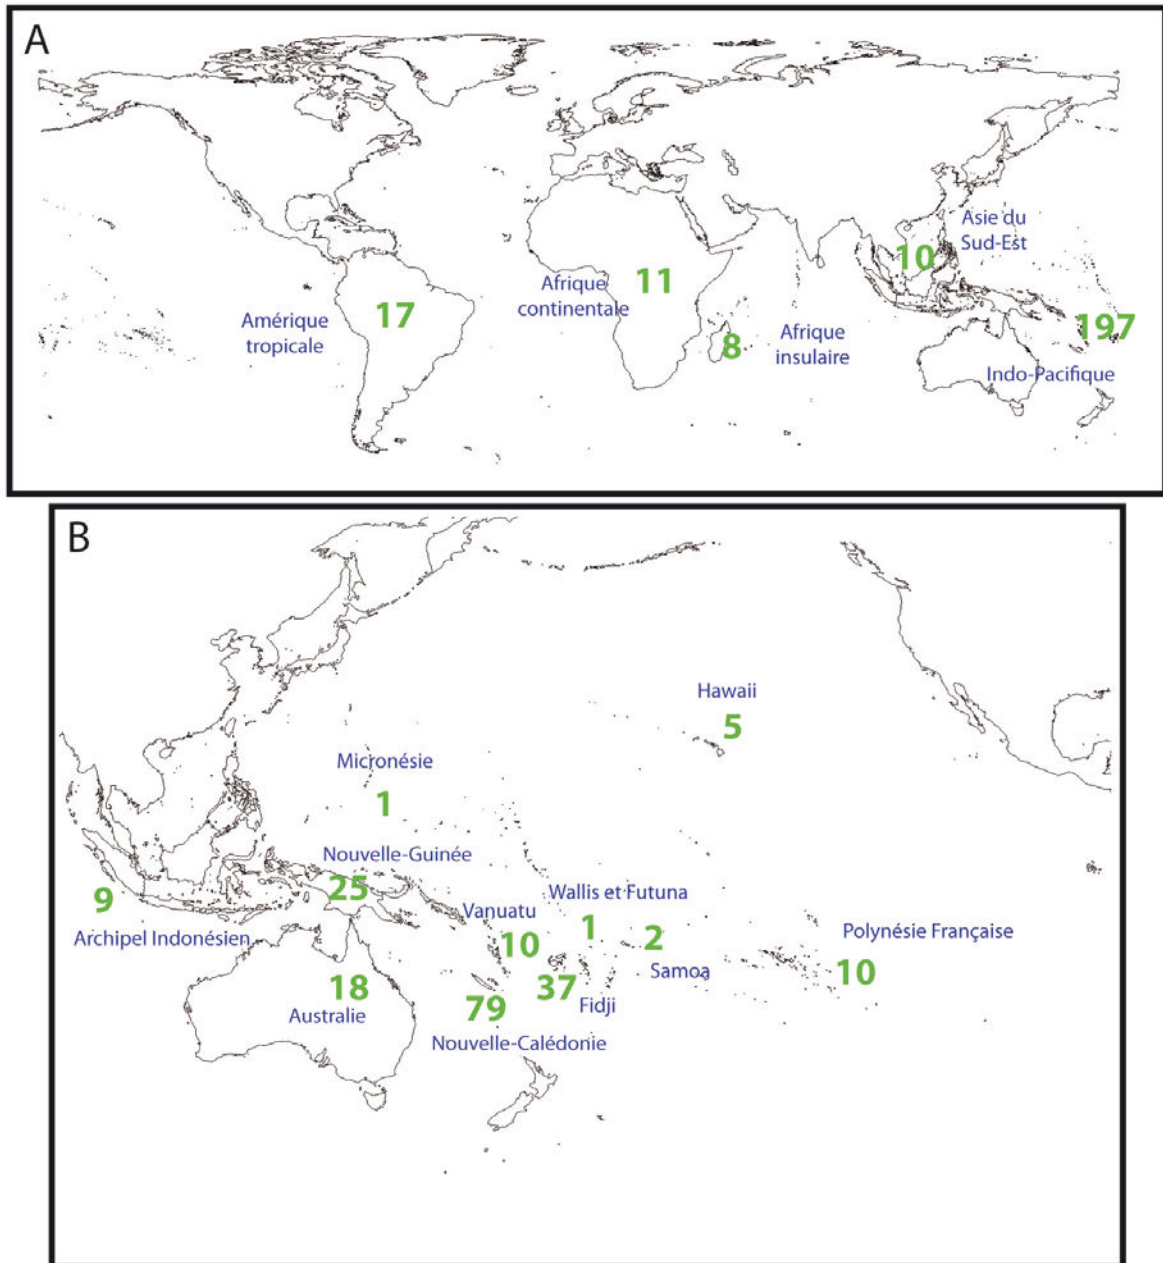 A
Asie du
Sud-Est
10
Afrique
continentale
11
17
Amérique
tropicale
8
Afrique
insulaire
197
Indo-Pacifique
B
Hawaii
5
Micronésie
1
Nouvelle-Guinée
25
9
Archipel Indonésien
Wallis et Futuna
1
Vanuatu
10
2
Samoa
Polynésie Française
10
18
Australie
37
Fidji
79
Nouvelle-Calédonie